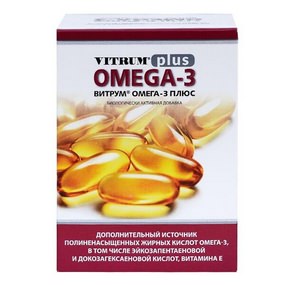 VITRUM® plus
OMEGA-3
ВИТРУМ® ОМЕГА-3 ПЛЮС
БИОЛОГИЧЕСКИ АКТИВНАЯ ДОБАВКА
ДОПОЛНИТЕЛЬНЫЙ ИСТОЧНИК
ПОЛИНЕНАСЫЩЕННЫХ ЖИРНЫХ КИСЛОТ ОМЕГА-3,
В ТОМ ЧИСЛЕ ЭЙКОЗАПЕНТАЕНОВОЙ
И ДОКОЗАГЕКСАЕНОВОЙ КИСЛОТ, ВИТАМИНА Е